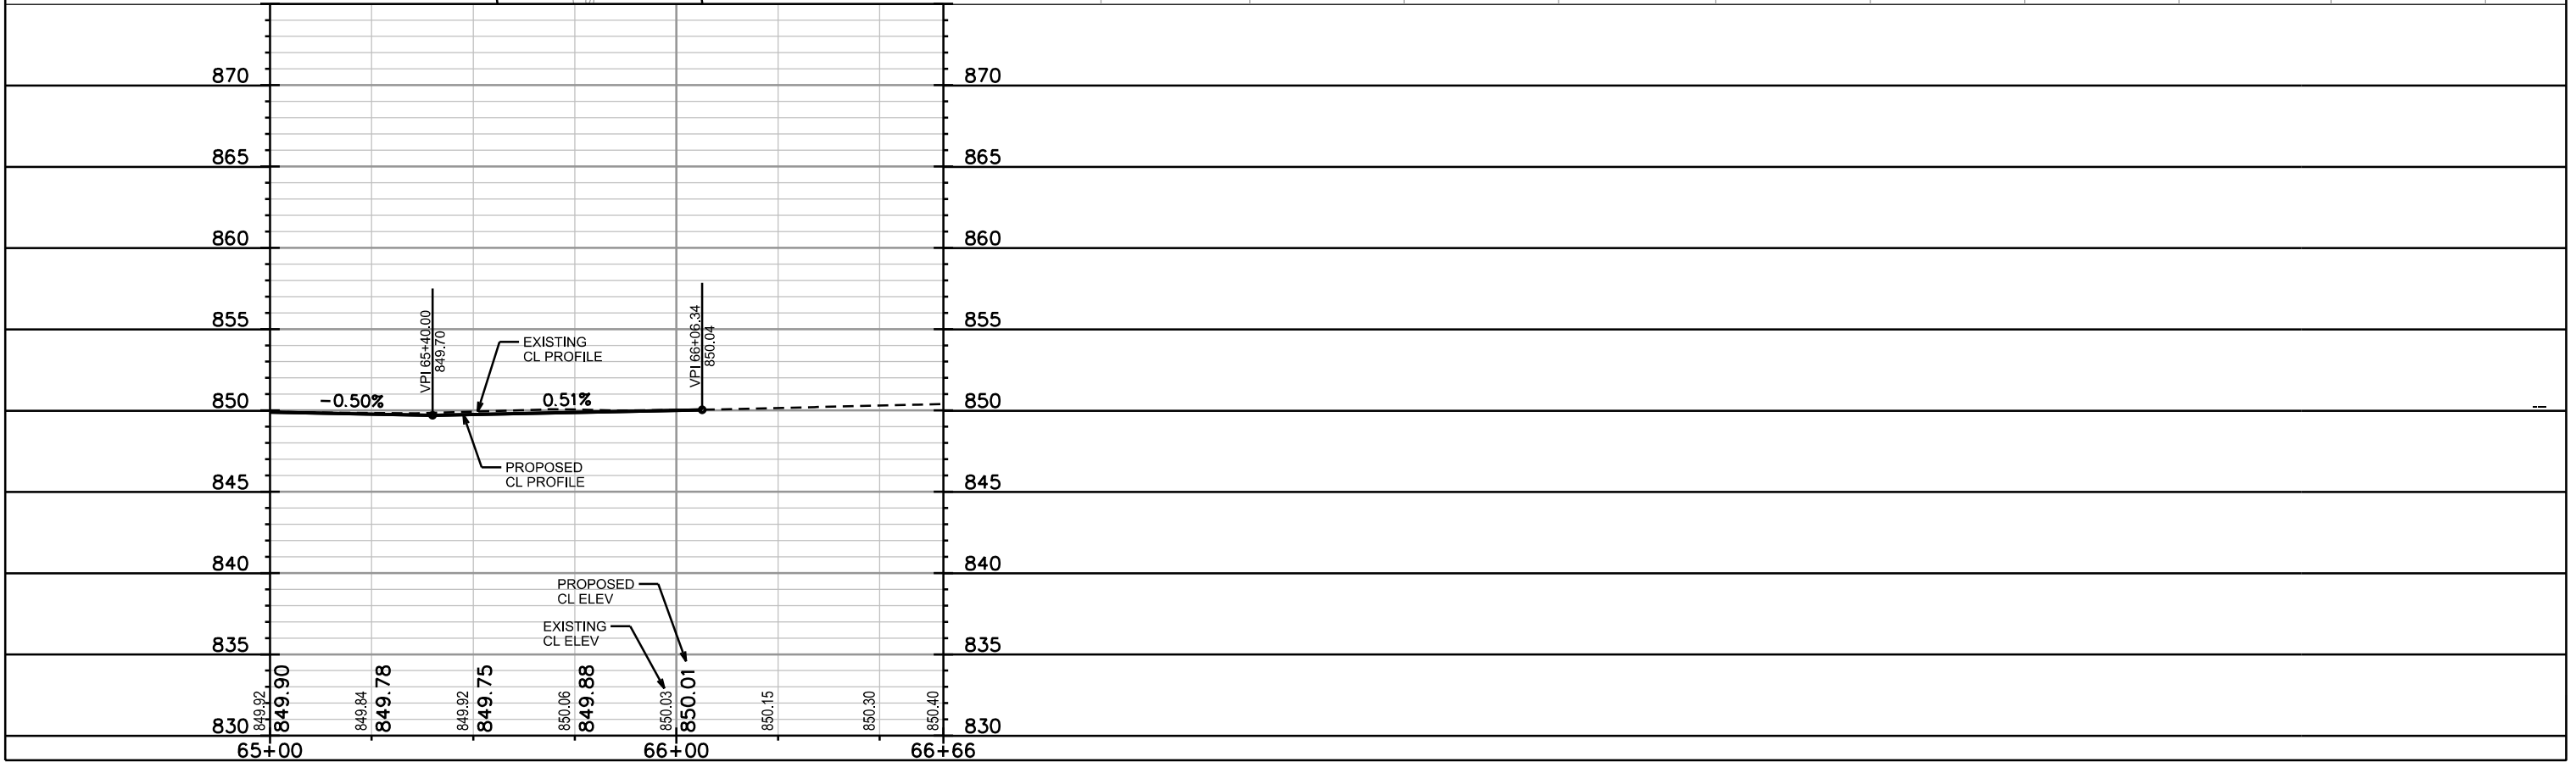 870 870
865 865
860 860
855 855
VPI 65+40.00
849.70
VPI 66+06.34
850.04
EXISTING
CL PROFILE
850 -0.50% 0.51% 850
PROPOSED
CL PROFILE
845 845
840 840
PROPOSED
CL ELEV
EXISTING
CL ELEV
835 835
849.92
849.90
849.84
849.78
849.92
849.75
850.06
849.88
850.03
850.01
850.15
850.30
850.40
830 830
65+00 66+00 66+66